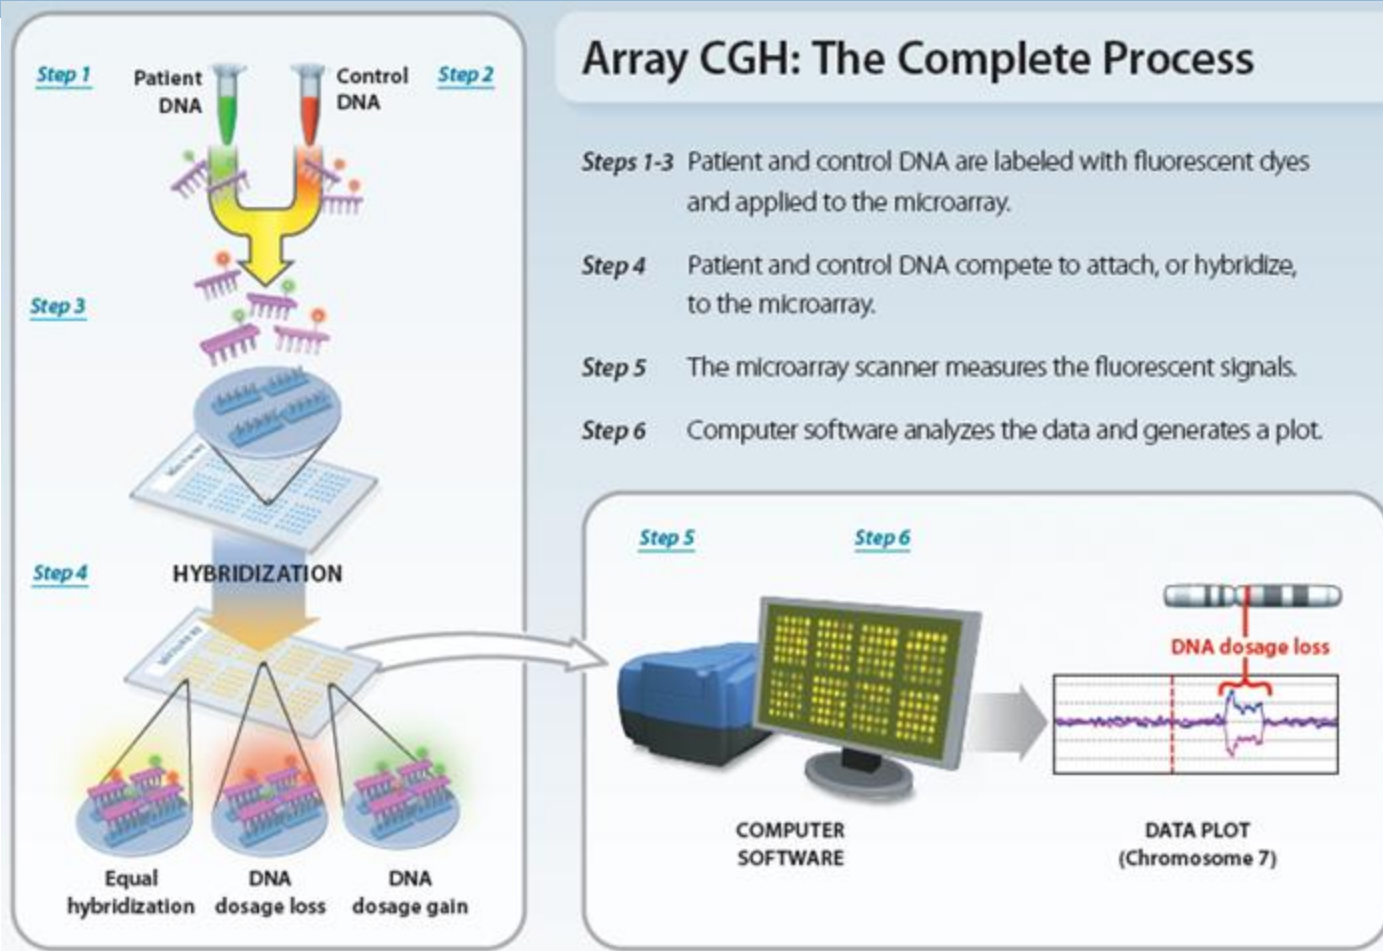 Array CGH: The Complete Process
Step 1
Patient
DNA
Control
DNA
Step 2
Step 3
Step 4
HYBRIDIZATION
Equal
hybridization
DNA
dosage loss
DNA
dosage gain
Steps 1-3 Patient and control DNA are labeled with fluorescent dyes
and applied to the microarray.
Step 4 Patient and control DNA compete to attach, or hybridize,
to the microarray.
Step 5 The microarray scanner measures the fluorescent signals.
Step 6 Computer software analyzes the data and generates a plot.
Step 5
Step 6
DNA dosage loss
COMPUTER
SOFTWARE
DATA PLOT
(Chromosome 7)